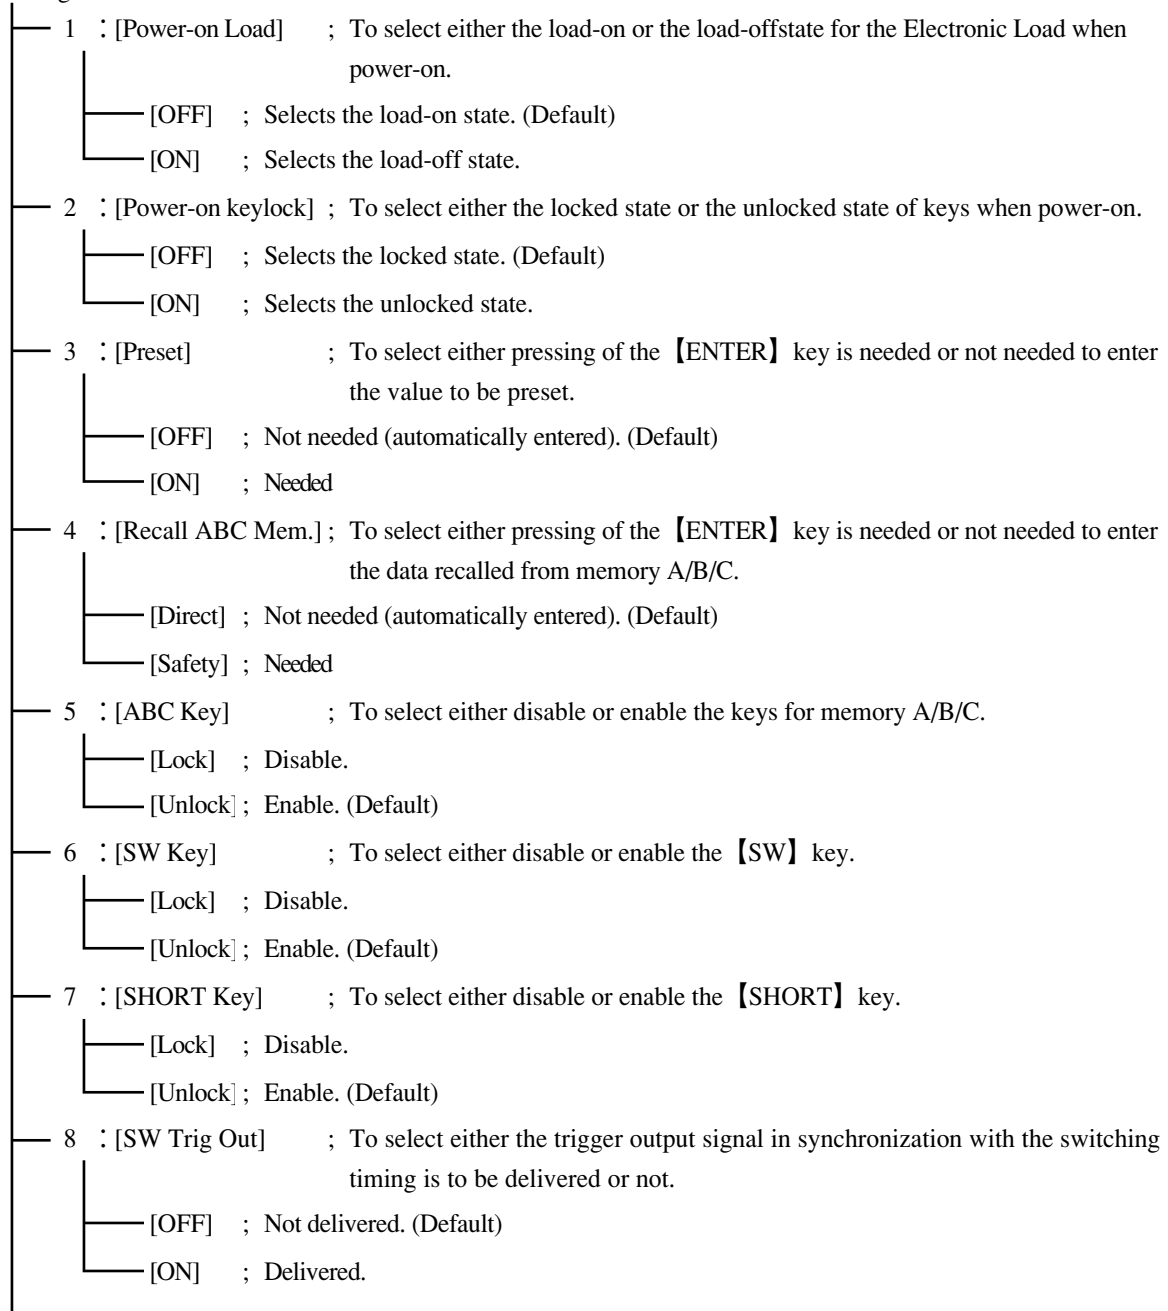 1 : [Power-on Load] ; To select either the load-on or the load-offstate for the Electronic Load when
power-on.
[OFF] ; Selects the load-on state. (Default)
[ON] ; Selects the load-off state.
2 : [Power-on keylock] ; To select either the locked state or the unlocked state of keys when power-on.
[OFF] ; Selects the locked state. (Default)
[ON] ; Selects the unlocked state.
3 : [Preset] ; To select either pressing of the 【ENTER】 key is needed or not needed to enter
the value to be preset.
[OFF] ; Not needed (automatically entered). (Default)
[ON] ; Needed
4 : [Recall ABC Mem.] ; To select either pressing of the 【ENTER】 key is needed or not needed to enter
the data recalled from memory A/B/C.
[Direct] ; Not needed (automatically entered). (Default)
[Safety] ; Needed
5 : [ABC Key] ; To select either disable or enable the keys for memory A/B/C.
[Lock] ; Disable.
[Unlock] ; Enable. (Default)
6 : [SW Key] ; To select either disable or enable the 【SW】 key.
[Lock] ; Disable.
[Unlock] ; Enable. (Default)
7 : [SHORT Key] ; To select either disable or enable the 【SHORT】 key.
[Lock] ; Disable.
[Unlock] ; Enable. (Default)
8 : [SW Trig Out] ; To select either the trigger output signal in synchronization with the switching
timing is to be delivered or not.
[OFF] ; Not delivered. (Default)
[ON] ; Delivered.